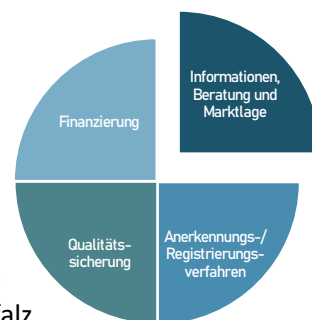 Informationen,
Beratung und
Marktlage
Finanzierung
Anerkennungs-/
Registrierungs-
verfahren
Qualitäts-
sicherung